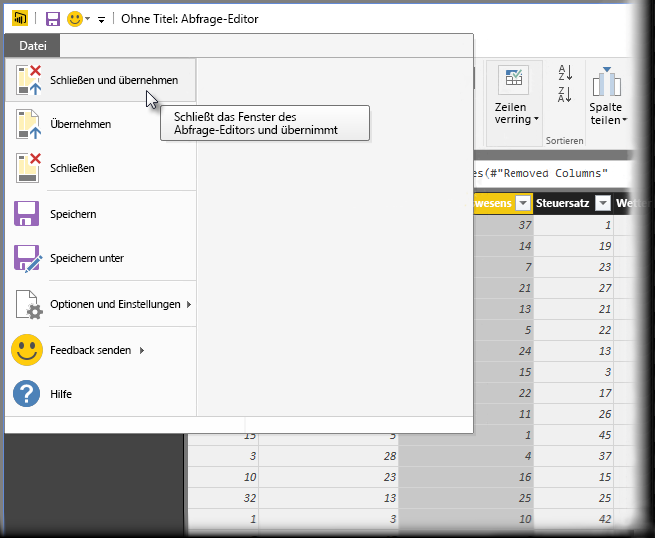 Ohne Titel: Abfrage-Editor
Datei
Schließen und übernehmen
Schließt das Fenster des
Abfrage-Editors und übernimmt
Übernehmen
Schließen
Speichern
Speichern unter
Optionen und Einstellungen
Feedback senden
Hilfe
Zeilen
verring.
A
Z
Z
A
Sortieren
Spalte
teilen
es(#"Removed Columns"
wesens Steuersatz Wetter
37 1
14 19
7 23
21 27
13 21
5 22
24 13
15 3
22 17
11 26
15 5 1 45
3 28 4 37
10 23 16 15
32 13 25 25
1 3 10 42